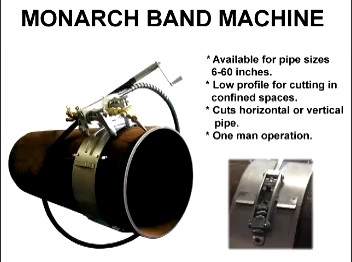 MONARCH BAND MACHINE
* Available for pipe sizes
6-60 inches.
* Low profile for cutting in
confined spaces.
* Cuts horizontal or vertical
pipe.
* One man operation.